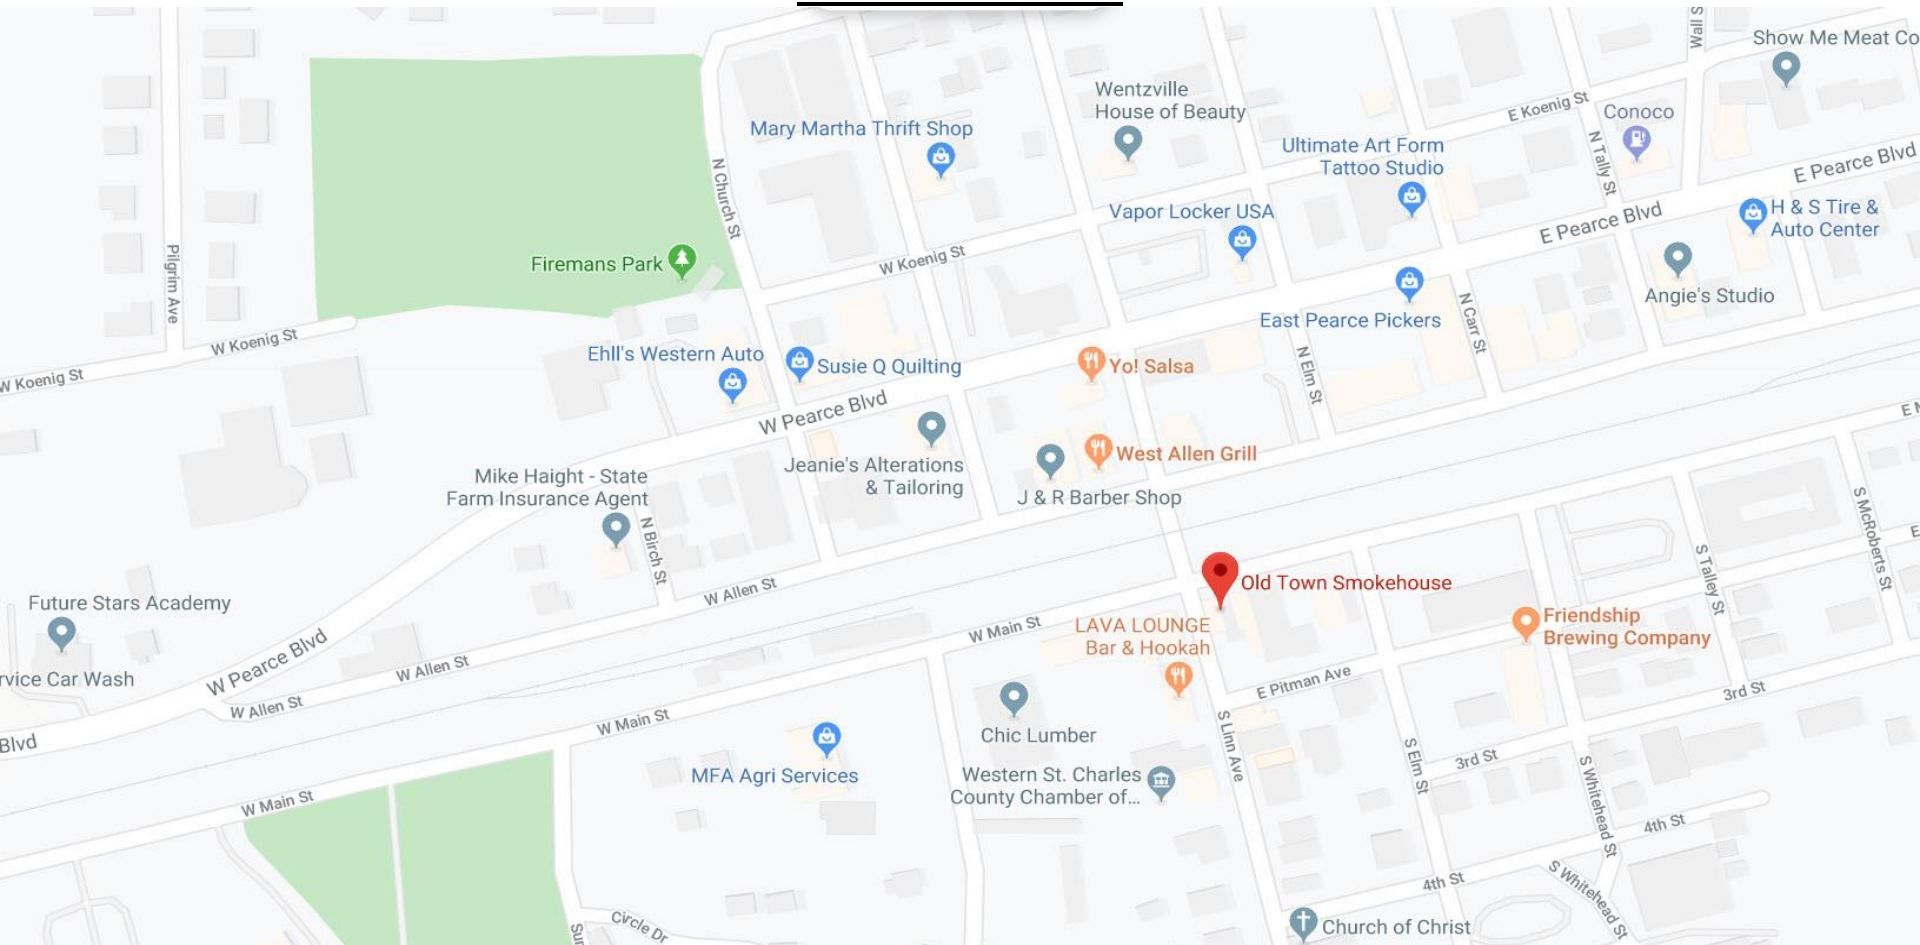 Wall S
Show Me Meat Co
Wentzville
House of Beauty
E Koenig St
Conoco
Mary Martha Thrift Shop
Ultimate Art Form
Tattoo Studio
N Tally St
E Pearce Blvd
N Church St
Vapor Locker USA
E Pearce Blvd
H & S Tire &
Auto Center
Firemans Park
W Koenig St
Pilgrim Ave
Angie's Studio
East Pearce Pickers
N Carr St
W Koenig St
Ehll's Western Auto
Susie Q Quilting
Yo! Salsa
N Elm St
W Koenig St
W Pearce Blvd
E
West Allen Grill
Jeanie's Alterations
& Tailoring
Mike Haight - State
Farm Insurance Agent
J & R Barber Shop
N Birch St
S McRoberts St
E
S Talley St
W Allen St
Old Town Smokehouse
Future Stars Academy
W Main St
LAVA LOUNGE
Bar & Hookah
Friendship
Brewing Company
W Pearce Blvd
W Allen St
rvice Car Wash
E Pitman Ave
3rd St
W Allen St
W Main St
Chic Lumber
S Linn Ave
Blvd
S Elm St
3rd St
MFA Agri Services
Western St. Charles
County Chamber of...
S Whitehead St
W Main St
4th St
4th St
S Whitehead St
Circle Dr
Sur
Church of Christ